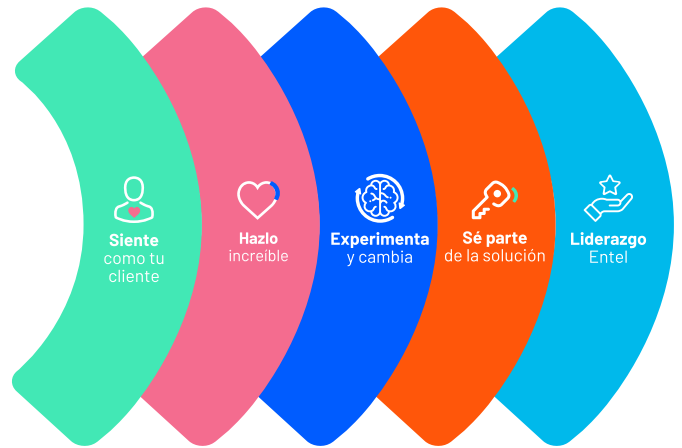 Siente
como tu
cliente
Hazlo
increíble
Experimenta
y cambia
Sé parte
de la solución
Liderazgo
Entel